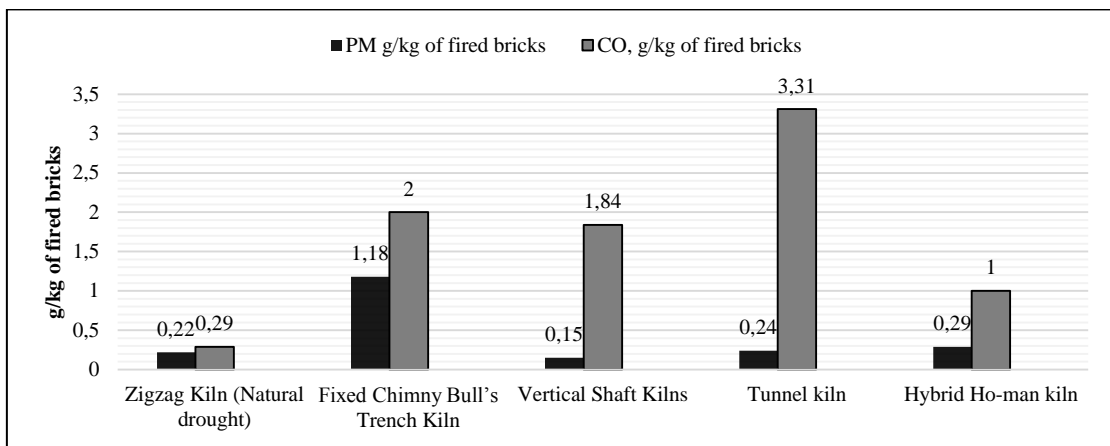 PM g/kg of fired bricks CO, g/kg of fired bricks
g/kg of fired bricks
3,5
3
2,5
2
1,5
1
0,5
0
0,22 0,29
1,18 2
0,15 1,84
0,24 3,31
0,29 1
Zigzag Kiln (Natural
drought)
Fixed Chimny Bull’s
Trench Kiln
Vertical Shaft Kilns
Tunnel kiln
Hybrid Ho-man kiln